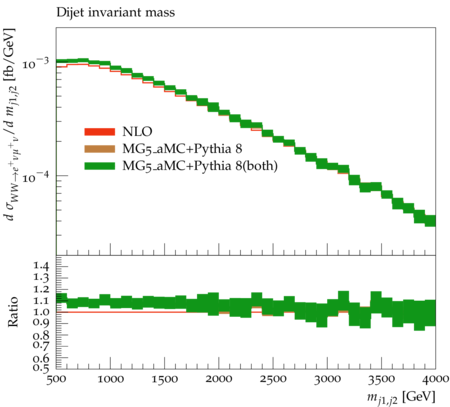 Dijet invariant mass
d σ_{WW→e⁺νμ⁺ν} / d m_{j1,j2} [fb/GeV]
10⁻³
NLO
MG5_aMC+Pythia 8
MG5_aMC+Pythia 8(both)
10⁻⁴
Ratio
1.4
1.3
1.2
1.1
1.0
0.9
0.8
0.7
0.6
0.5
500 1000 1500 2000 2500 3000 3500 4000
m_{j1,j2} [GeV]